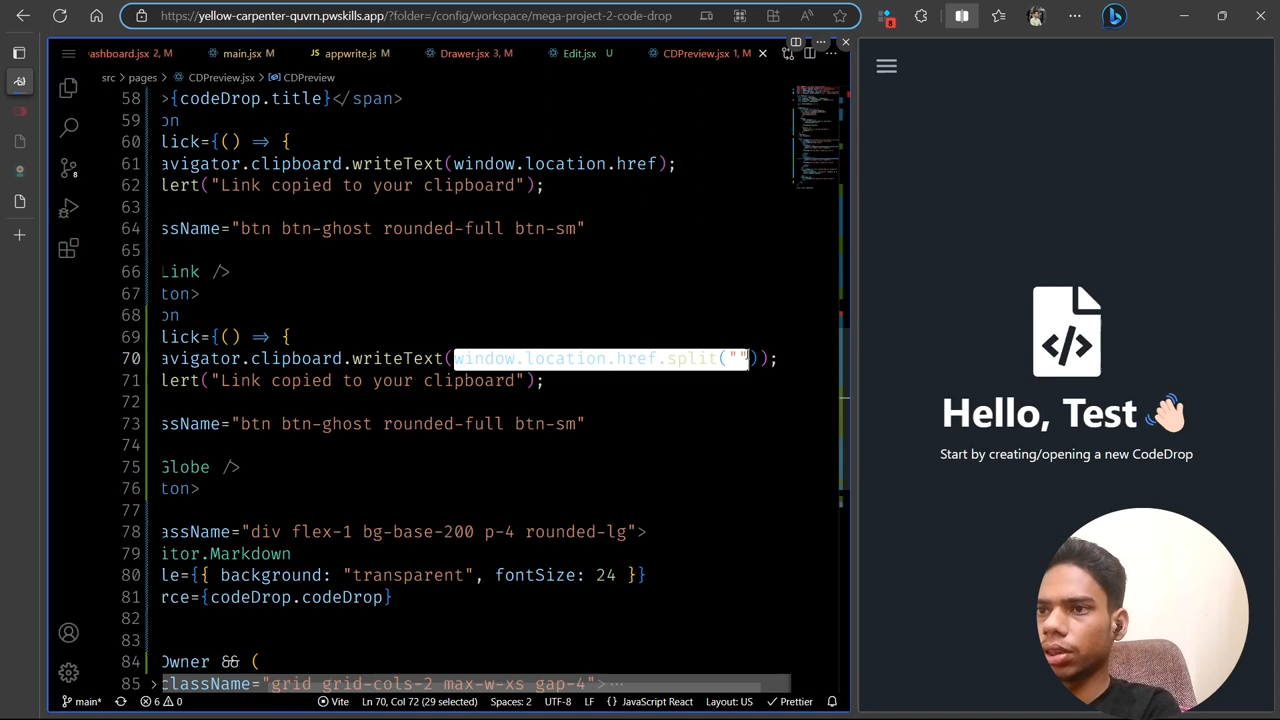 https://yellow-carpenter-quvrn.pwskills.app/?folder=/config/workspace/mega-project-2-code-drop
8
ashboard.jsx 2, M
main.jsx M
appwrite.js M
Drawer.jsx 3, M
Edit.jsx U
CDPreview.jsx 1, M
src > pages > CDPreview.jsx > CDPreview
58 >{codeDrop.title}</span>
59 on
60 lick={() => {
61 avigator.clipboard.writeText(window.location.href);
62 lert("Link copied to your clipboard");
63
64 ssName="btn btn-ghost rounded-full btn-sm"
65
66 Link />
67 ton>
68 on
69 lick={() => {
70 avigator.clipboard.writeText(window.location.href.split(""));
71 lert("Link copied to your clipboard");
72
73 ssName="btn btn-ghost rounded-full btn-sm"
74
75 Globe />
76 ton>
77
78 assName="div flex-1 bg-base-200 p-4 rounded-lg">
79 itor.Markdown
80 le={{ background: "transparent", fontSize: 24 }}
81 rce={codeDrop.codeDrop}
82
83
84 Owner && (
85 className="grid grid-cols-2 max-w-xs gap-4">…
8
main*
6 0
Vite
Ln 70, Col 72 (29 selected)
Spaces: 2
UTF-8
LF
{} JavaScript React
Layout: US
Prettier
</>
Hello, Test 👋🏻
Start by creating/opening a new CodeDrop